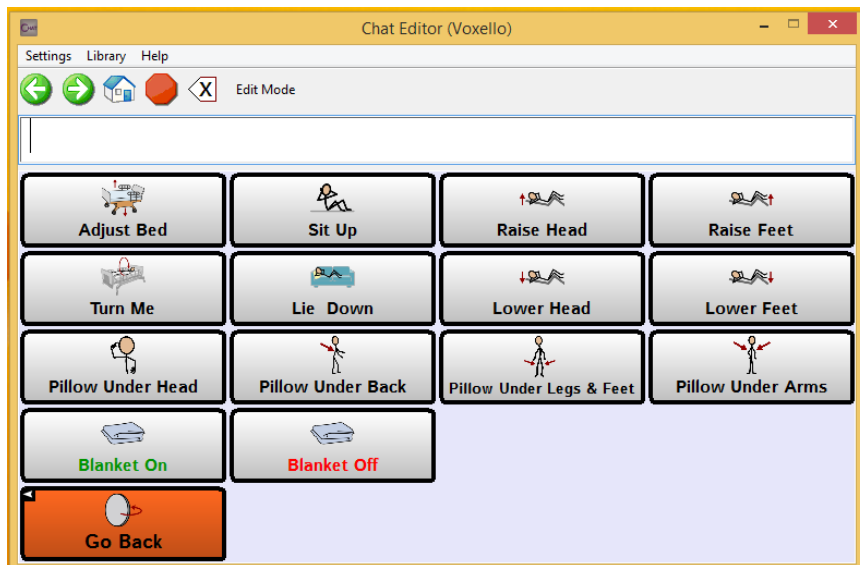 Chat Editor (Voxello)
Settings Library Help
Edit Mode
Adjust Bed Sit Up Raise Head Raise Feet
Turn Me Lie Down Lower Head Lower Feet
Pillow Under Head Pillow Under Back Pillow Under Legs & Feet Pillow Under Arms
Blanket On Blanket Off
Go Back